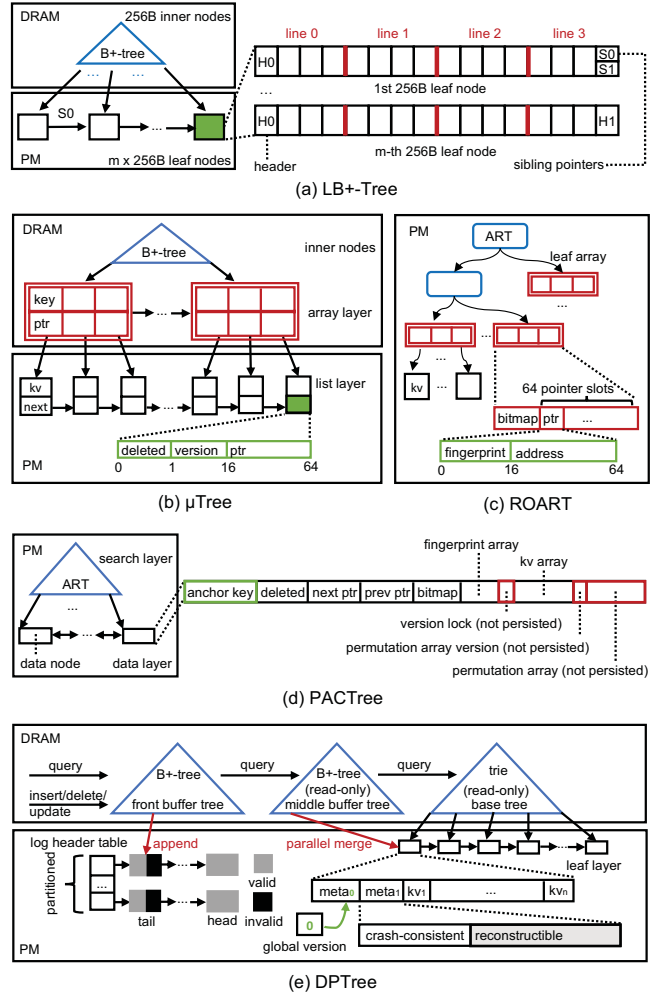 DRAM
256B inner nodes
B+-Tree
... ...
S0
...
PM
m x 256B leaf nodes
line 0 line 1 line 2 line 3
H0
S0
S1
1st 256B leaf node
...
H0
H1
header
m-th 256B leaf node
sibling pointers
(a) LB+-Tree
DRAM
B+-tree
inner nodes
key
ptr
...
array layer
kv
next
...
list layer
deleted version ptr
0 1 16 64
PM
(b) μTree
PM
ART
leaf array
...
...
kv
...
64 pointer slots
bitmap ptr ...
fingerprint address
0 16 64
(c) ROART
PM
search layer
ART
...
...
data node
data layer
fingerprint array
kv array
anchor key deleted next ptr prev ptr bitmap
version lock (not persisted)
permutation array version (not persisted)
permutation array (not persisted)
(d) PACTree
DRAM
query
insert/delete/
update
B+-tree
front buffer tree
query
B+-tree
(read-only)
middle buffer tree
query
trie
(read-only)
base tree
log header table
append
parallel merge
...
leaf layer
partitioned
...
...
...
tail
head
valid
invalid
meta0 meta1 kv1 ... kvn
0
global version
crash-consistent reconstructible
PM
(e) DPTree